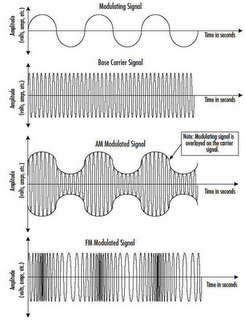 Modulating Signal
Amplitude
(volts, amps, etc.)
Time in seconds
Base Carrier Signal
Amplitude
(volts, amps, etc.)
Time in seconds
AM Modulated Signal
Note: Modulating signal is
overlayed on the carrier
signal.
Amplitude
(volts, amps, etc.)
Time in seconds
FM Modulated Signal
Amplitude
(volts, amps, etc.)
Time in seconds